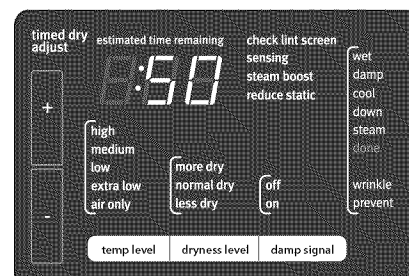 timed dry
adjust
estimated time remaining
:50
check lint screen
sensing
steam boost
reduce static
wet
damp
cool
down
steam
done
wrinkle
prevent
+
-
high
medium
low
extra low
air only
more dry
normal dry
less dry
off
on
temp level
dryness level
damp signal